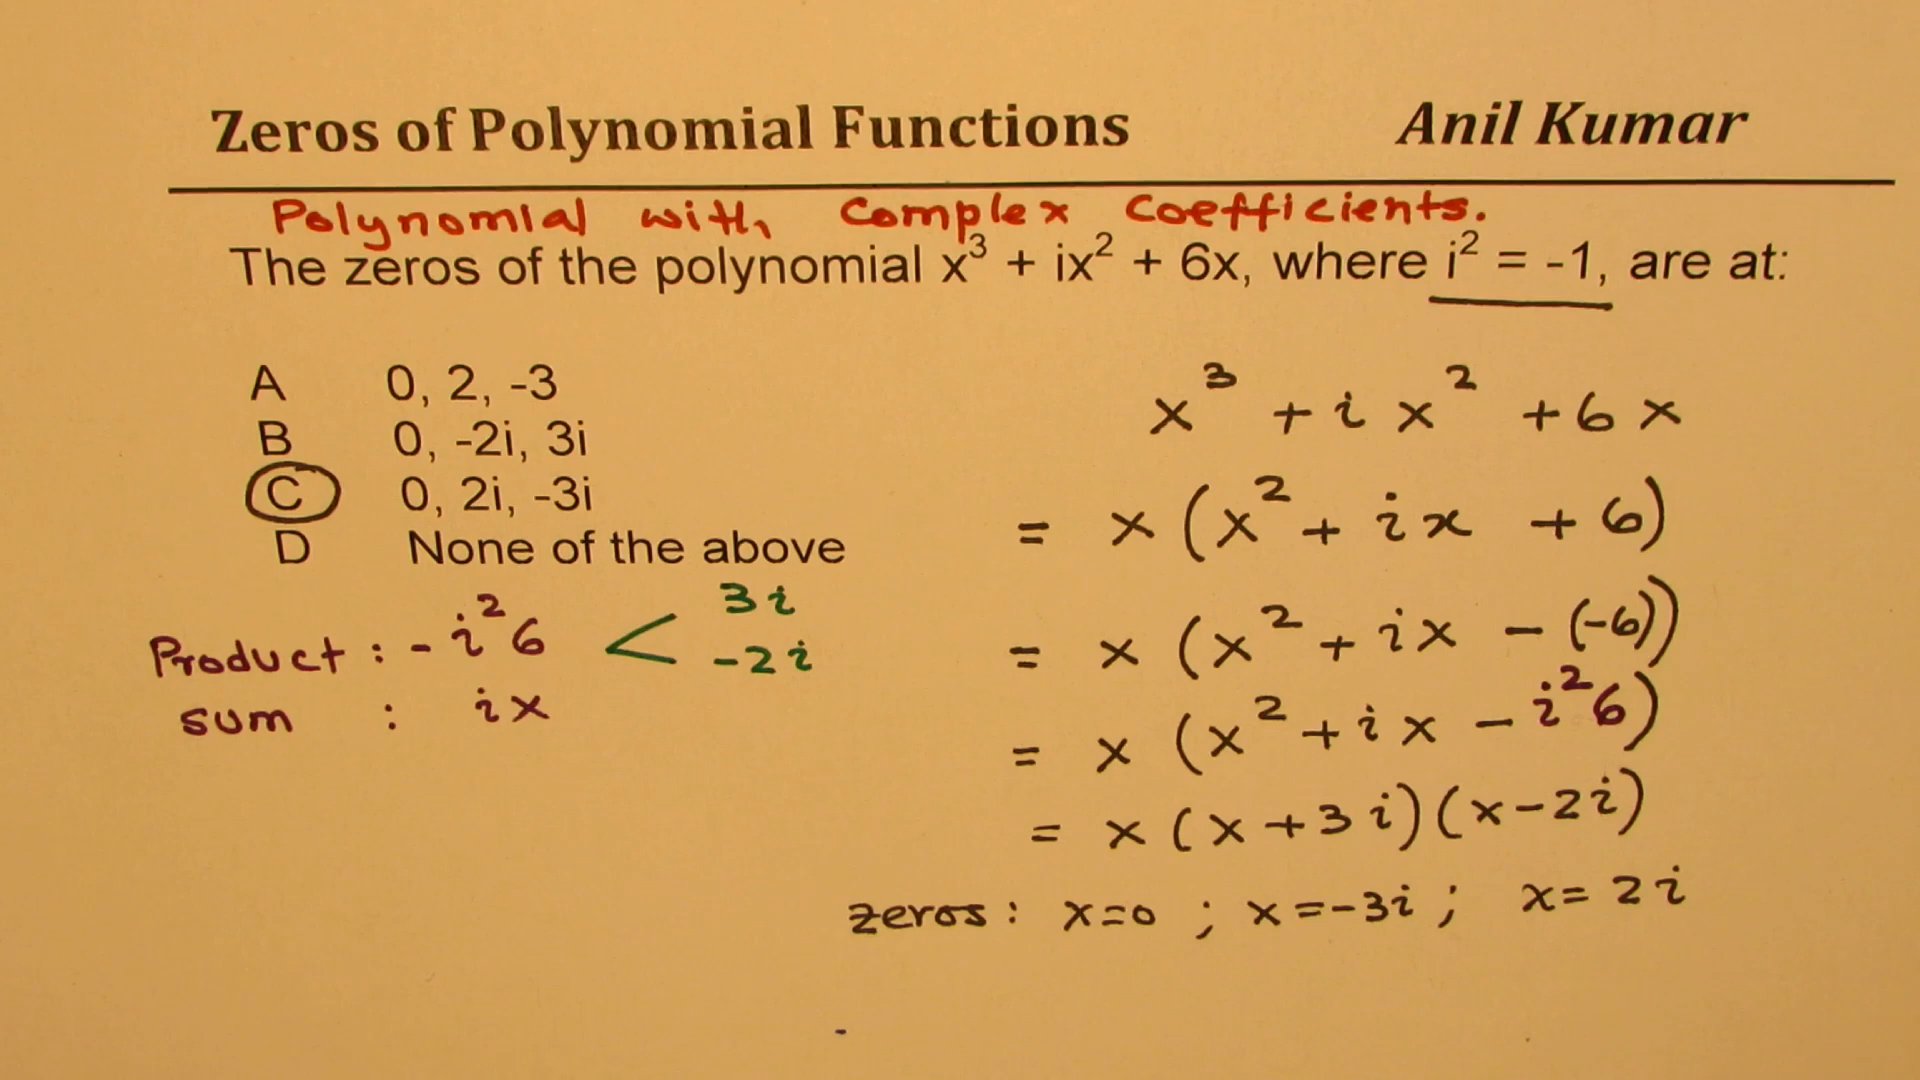 Zeros of Polynomial Functions Anil Kumar
Polynomial with Complex Coefficients.
The zeros of the polynomial x³ + ix² + 6x, where i² = -1, are at:
A 0, 2, -3
B 0, -2i, 3i
C 0, 2i, -3i
D None of the above
Product : - i²6 < 3i
-2i
sum : ix
x³ + i x² + 6 x
= x (x² + ix + 6)
= x (x² + ix - (-6))
= x (x² + ix - i²6)
= x (x + 3i)(x - 2i)
zeros : x=0 ; x=-3i ; x= 2i